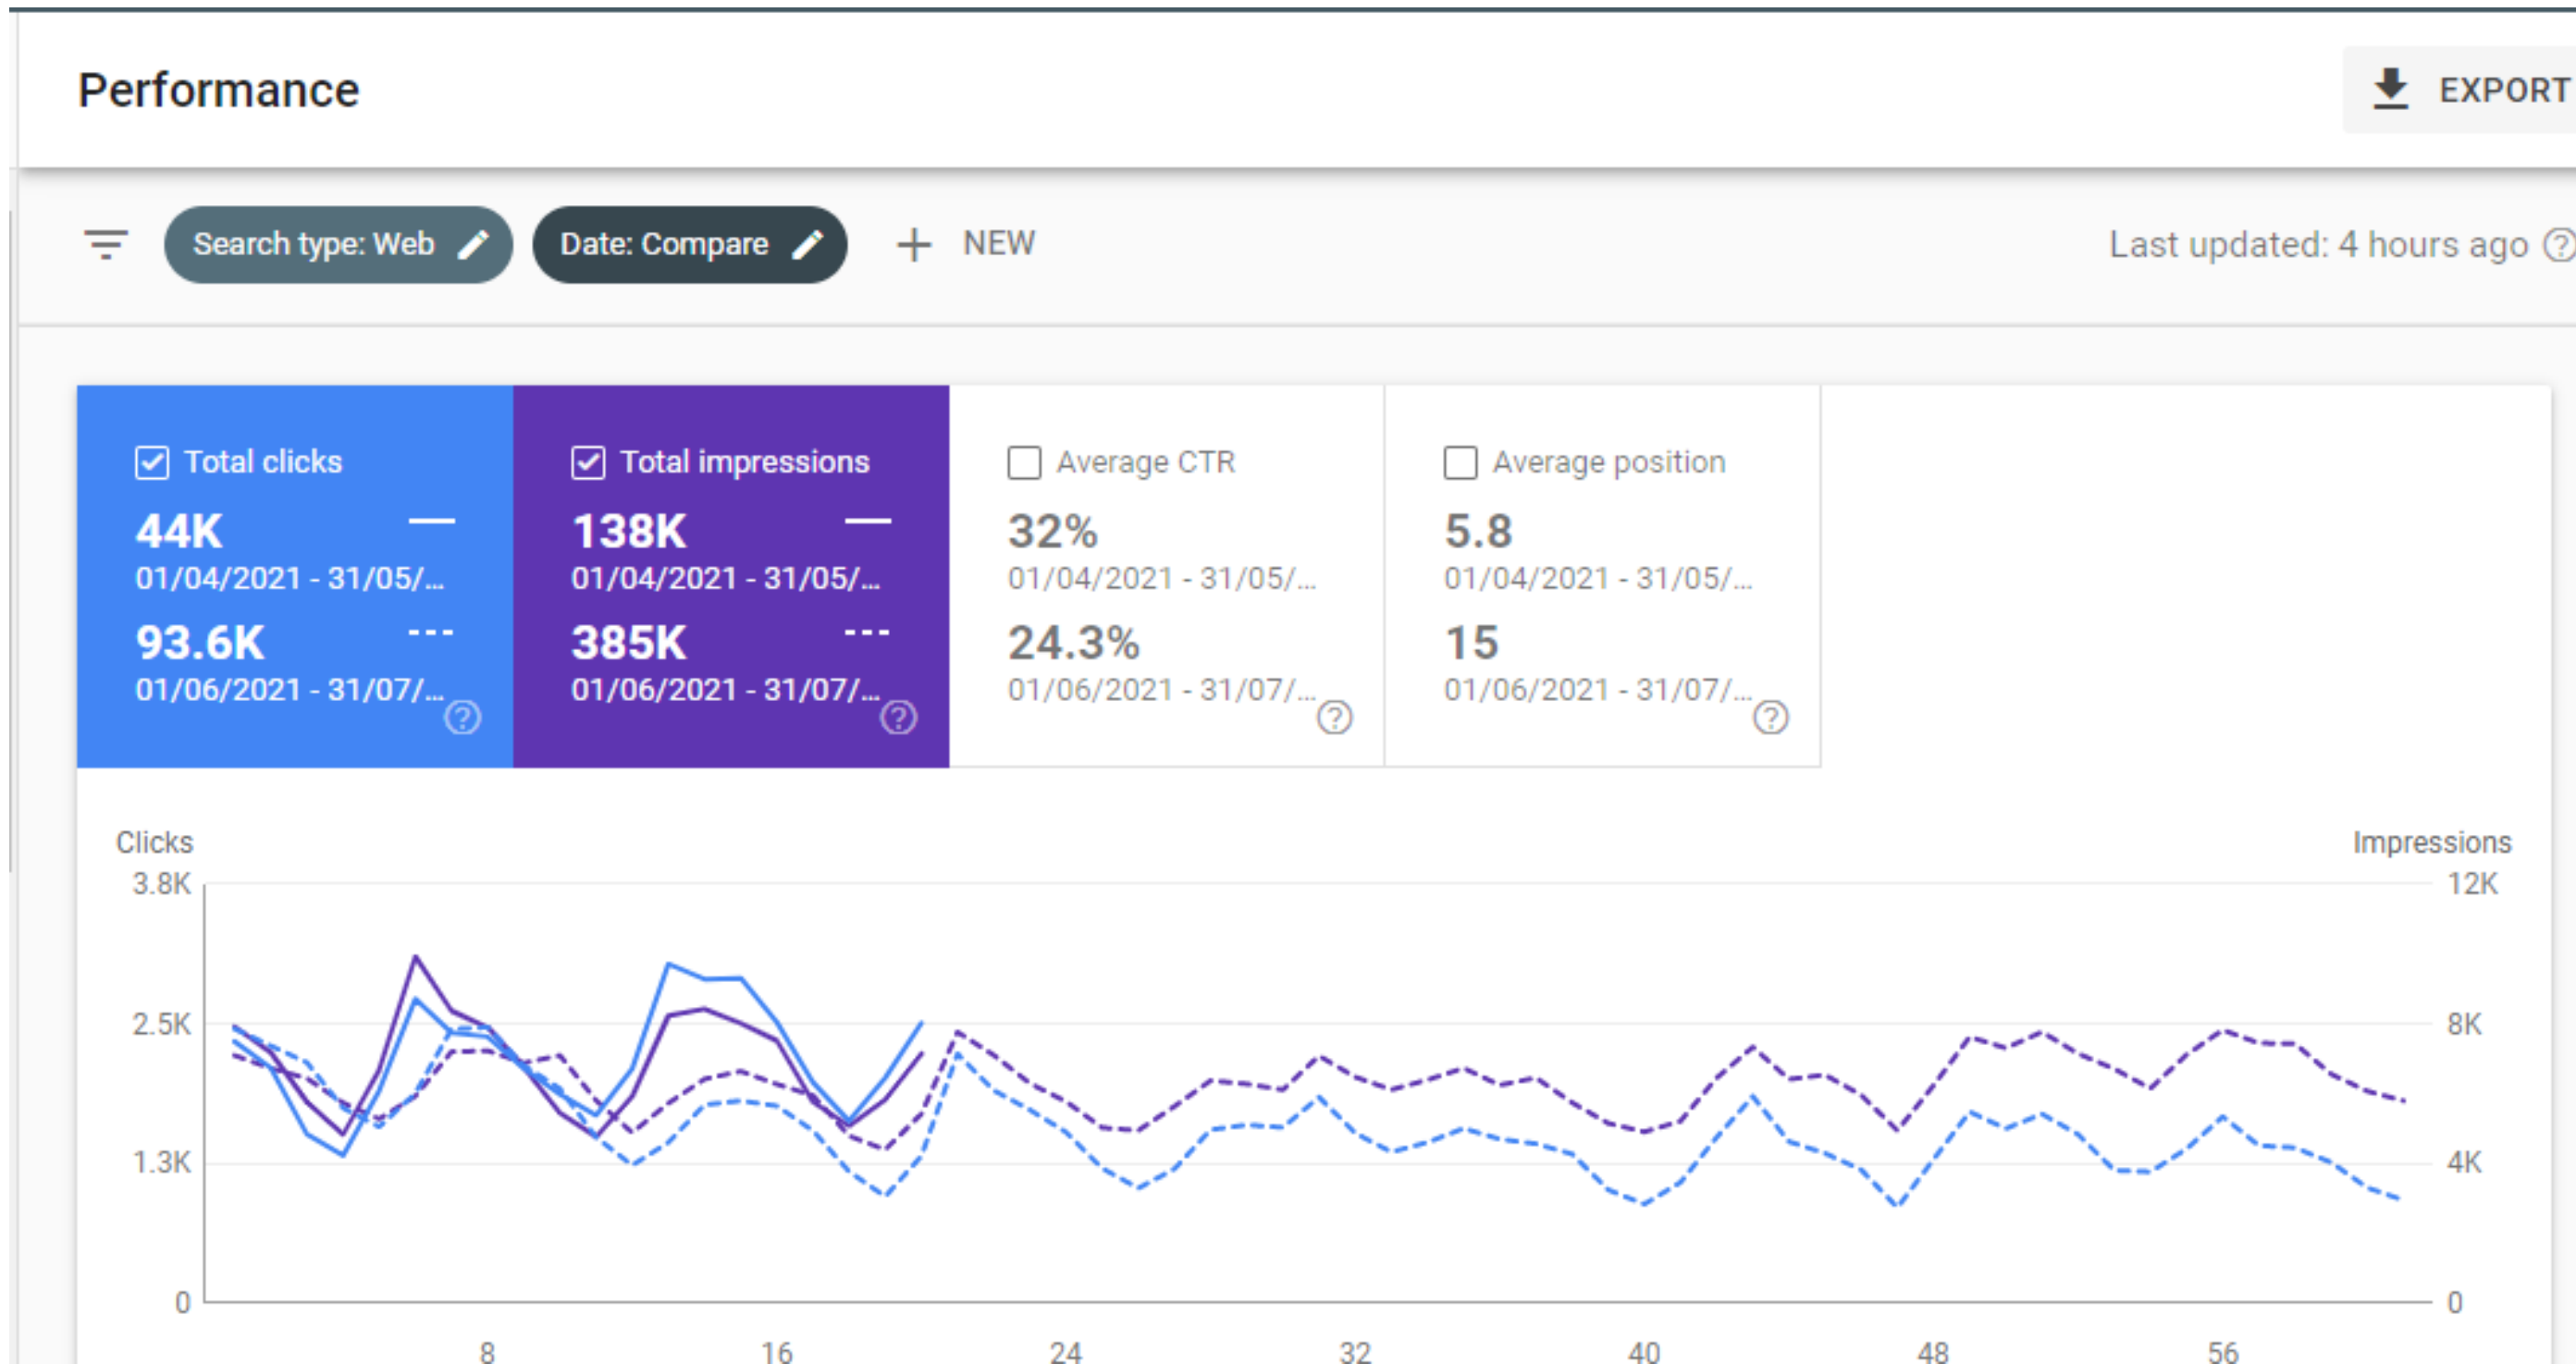 Performance
EXPORT
Search type: Web
Date: Compare
NEW
Last updated: 4 hours ago
Total clicks
44K
01/04/2021 - 31/05/...
93.6K
01/06/2021 - 31/07/...
Total impressions
138K
01/04/2021 - 31/05/...
385K
01/06/2021 - 31/07/...
Average CTR
32%
01/04/2021 - 31/05/...
24.3%
01/06/2021 - 31/07/...
Average position
5.8
01/04/2021 - 31/05/...
15
01/06/2021 - 31/07/...
Clicks
Impressions
3.8K
12K
2.5K
8K
1.3K
4K
0
0
8 16 24 32 40 48 56